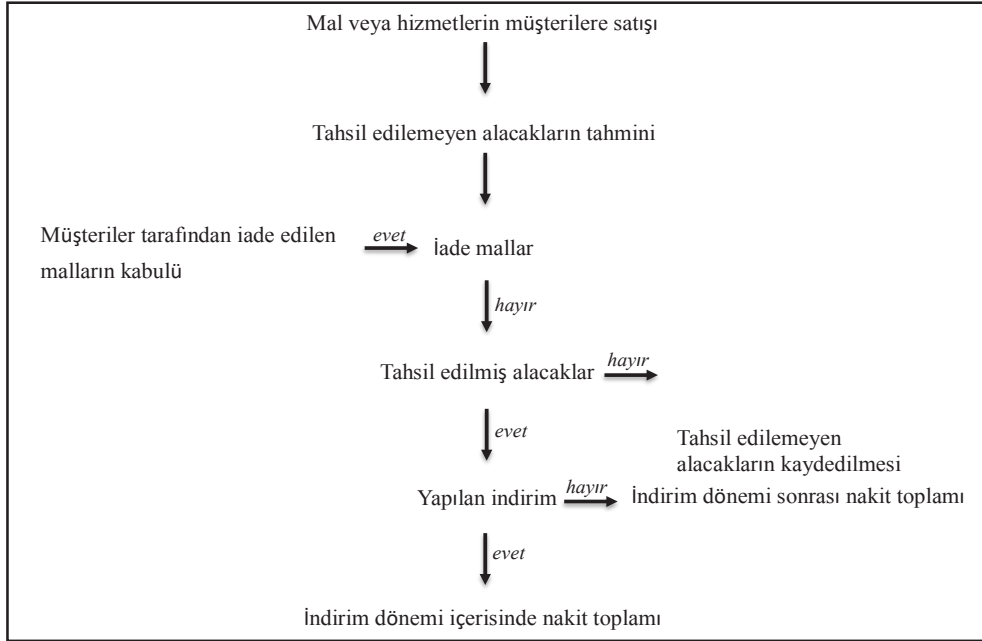 Mal veya hizmetlerin müşterilere satışı
Tahsil edilemeyen alacakların tahmini
Müşteriler tarafından iade edilen
malların kabulü
evet
İade mallar
hayır
Tahsil edilmiş alacaklar
hayır
evet
Tahsil edilemeyen
alacakların kaydedilmesi
Yapılan indirim
hayır
İndirim dönemi sonrası nakit toplamı
evet
İndirim dönemi içerisinde nakit toplamı